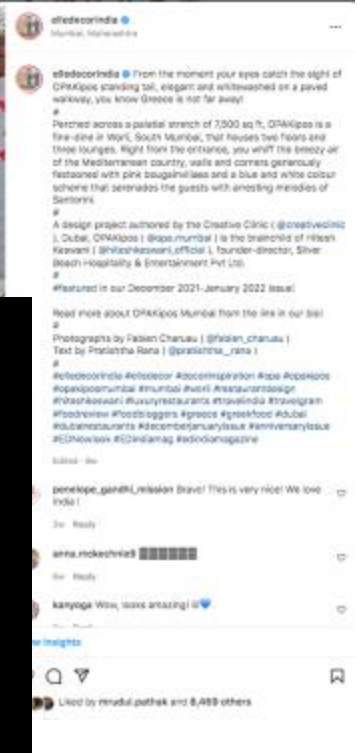 elledecorindia
Mumbai, Maharashtra
elledecorindia From the moment your eyes catch the sight of
OPAKipos standing tall, elegant and whitewashed on a paved
walkway, you know Greece is not far away!
#
Perched across a palatial stretch of 7,500 sq ft, OPAKipos is a
fine-dine in Worli, South Mumbai, that houses two floors and
three lounges. Right from the entrance, you whiff the breezy air
of the Mediterranean country, walls and corners generously
festooned with pink bougainvillaea and a blue and white colour
scheme that serenades the guests with arresting melodies of
Santorini.
#
A design project authored by the Creative Clinic ( @creativeclinic
), Dubai, OPAKipos ( @opa.mumbai ) is the brainchild of Hitesh
Keswani ( @hiteshkeswani_official ), founder-director, Silver
Beach Hospitality & Entertainment Pvt Ltd.
#
#featured in our December 2021-January 2022 issue!
Read more about OPAKipos Mumbai from the link in our bio!
#
Photographs by Fabien Charuau ( @fabien_charuau )
Text by Pratishtha Rana ( @pratishtha_rana )
#
#elledecorindia #elledecor #decorinspiration #opa #opakipos
#opakiposmumbai #mumbai #worli #restaurantdesign
#hiteshkeswani #luxuryrestaurants #travelindia #travelgram
#foodreview #foodbloggers #greece #greekfood #dubai
#dubairestaurants #decemberjanuaryissue #anniversaryissue
#EDNewlook #EDindiamag #edindiamagazine
Edited
penelope_gandhi_mission Bravo! This is very nice! We love
India !
Reply
anna.mckechnie9
Reply
kanyoga Wow, looks amazing!
Insights
Liked by mrudul.pathak and 8,469 others